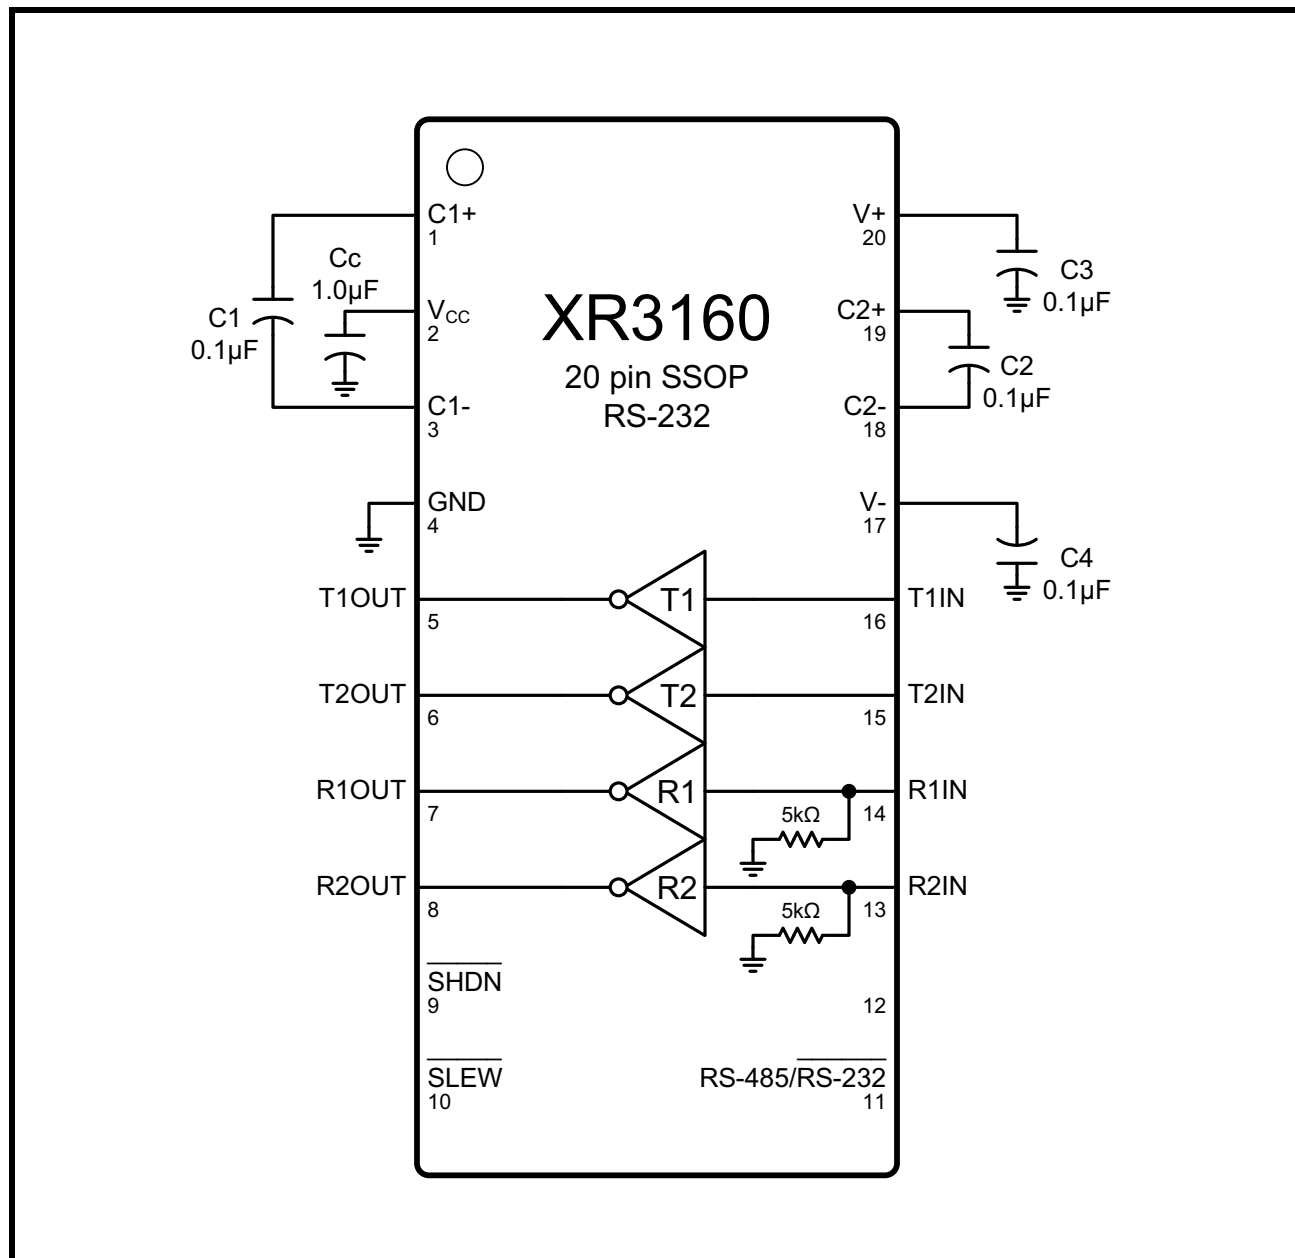 C1+
1
Cc
1.0µF
C1
0.1µF
VCC
2
C1-
3
GND
4
XR3160
20 pin SSOP
RS-232
V+
20
C3
0.1µF
C2+
19
C2
0.1µF
C2-
18
V-
17
C4
0.1µF
T1OUT
5
T1
16
T1IN
T2OUT
6
T2
15
T2IN
R1OUT
7
R1
5kΩ
14
R1IN
R2OUT
8
R2
5kΩ
13
R2IN
SHDN
9
12
SLEW
10
RS-485/RS-232
11